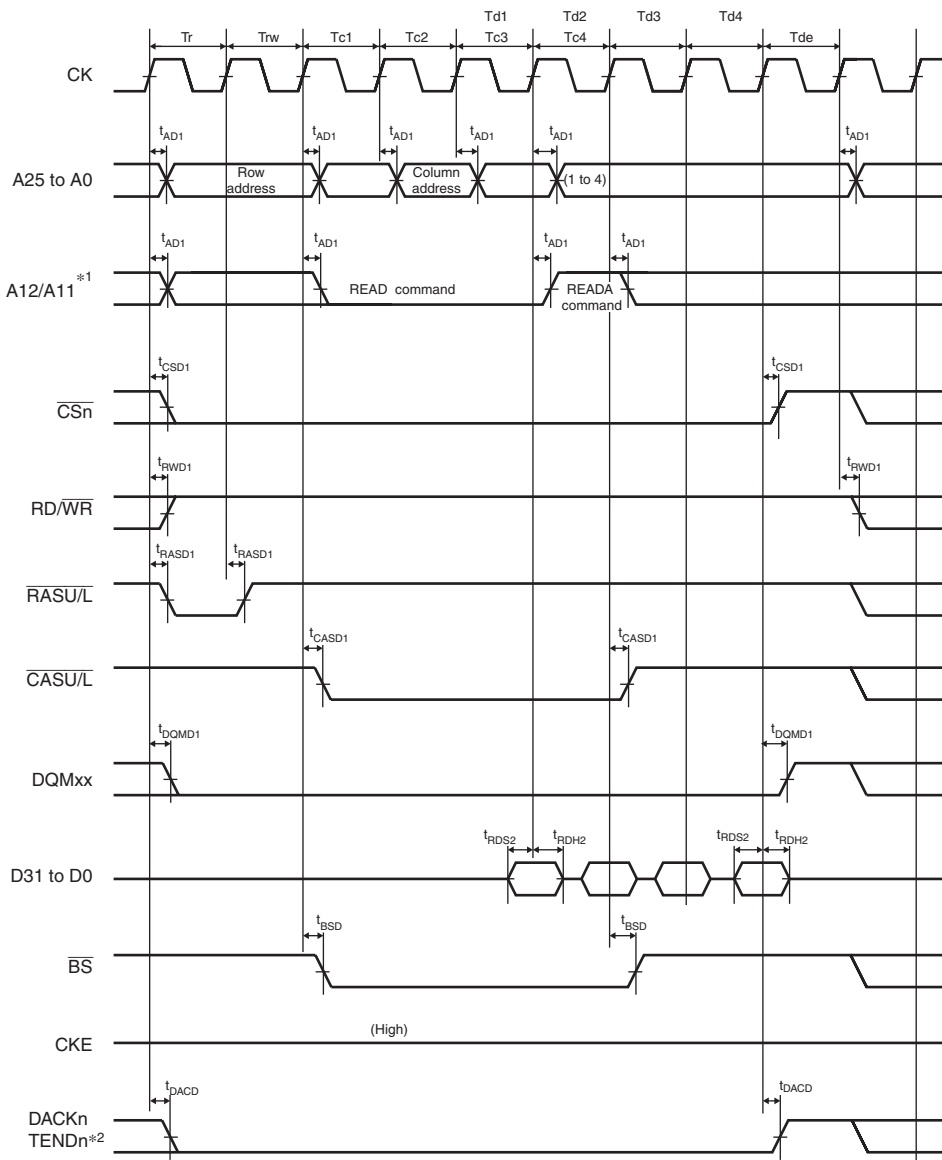 Td1 Td2 Td3 Td4
Tr Trw Tc1 Tc2 Tc3 Tc4 Tde
CK
tAD1 tAD1 tAD1 tAD1 tAD1 tAD1
A25 to A0
Row address
Column address
(1 to 4)
tAD1 tAD1 tAD1 tAD1
A12/A11 *1
READ command
READA command
tCSD1 tCSD1
CSn
tRWD1 tRWD1
RD/WR
tRASD1 tRASD1
RASU/L
tCASD1 tCASD1
CASU/L
tDQMD1 tDQMD1
DQMxx
tRDS2 tRDH2 tRDS2 tRDH2
D31 to D0
tBSD tBSD
BS
(High)
CKE
tDACD tDACD
DACKn
TENDn*2